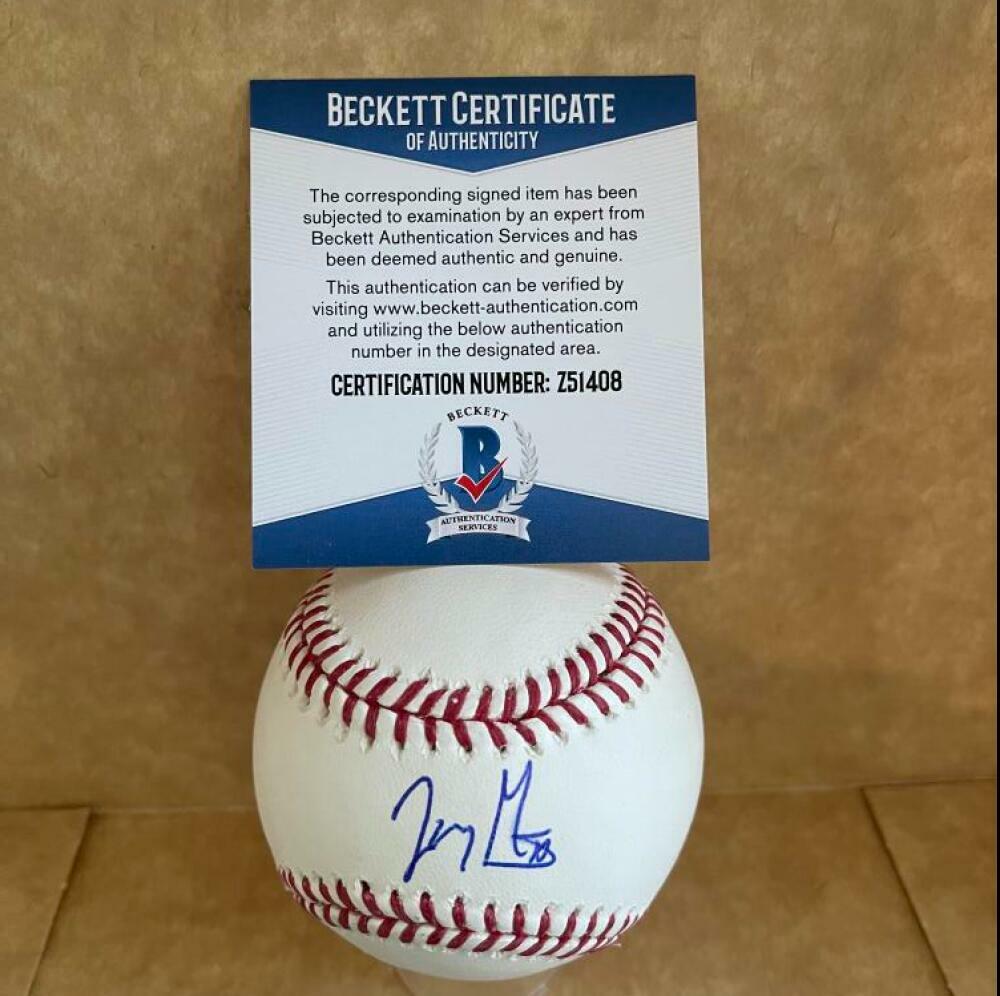 BECKETT CERTIFICATE
OF AUTHENTICITY
The corresponding signed item has been
subjected to examination by an expert from
Beckett Authentication Services and has
been deemed authentic and genuine.
This authentication can be verified by
visiting www.beckett-authentication.com
and utilizing the below authentication
number in the designated area.
CERTIFICATION NUMBER: Z51408
BECKETT
B
AUTHENTICATION
SERVICES